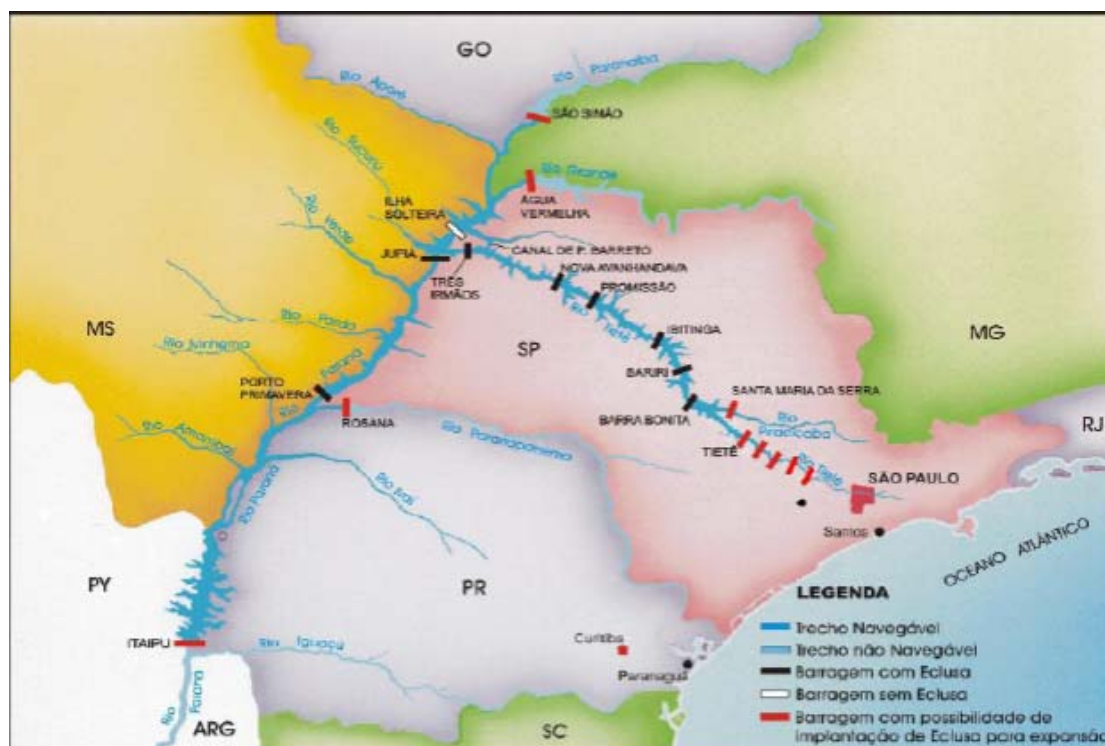 GO
Rio Aporé
Rio Paranaíba
SÃO SIMÃO
Rio Sucuriú
Rio Grande
ILHA
SOLTEIRA
ÁGUA
VERMELHA
Rio
Verde
JUPIÁ
CANAL DE P. BARRETO
TRÊS
IRMÃOS
NOVA AVANHANDAVA
PROMISSÃO
Rio Tietê
MS
Rio Pardo
SP
IBITINGA
MG
Rio Ivinhema
BARIRI
PORTO
PRIMAVERA
Rio Paraná
SANTA MARIA DA SERRA
BARRA BONITA
Rio
Piracicaba
ROSANA
RJ
Rio Amambai
Rio Paranapanema
TIETÊ
Rio Tietê
SÃO PAULO
Rio Ivaí
Rio Paraná
Santos
OCEANO ATLÂNTICO
PY
PR
LEGENDA
Trecho Navegável
Trecho não Navegável
Barragem com Eclusa
Barragem sem Eclusa
Barragem com possibilidade de
implantação de Eclusa para expansão
ITAIPU
Rio Iguaçu
Curitiba
Paranaguá
Rio
Paraná
ARG
SC